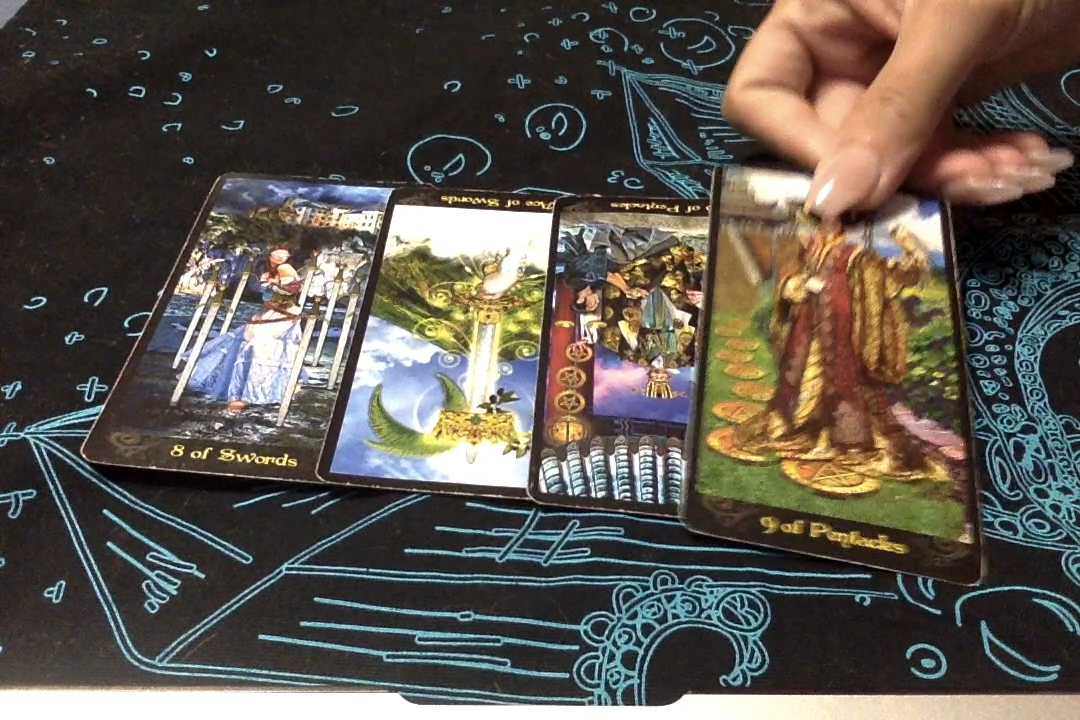 8 of Swords
Ace of Swords
of Pentacles
9 of Pentacles